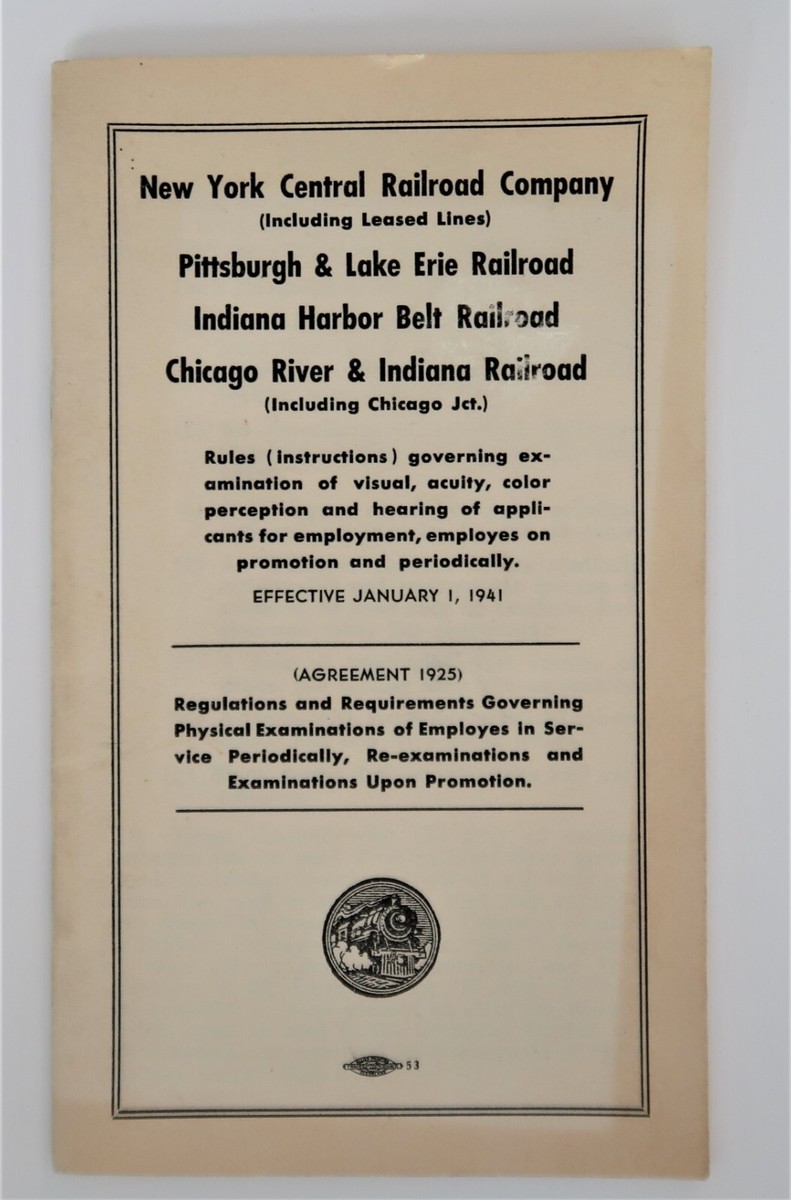 New York Central Railroad Company
(Including Leased Lines)
Pittsburgh & Lake Erie Railroad
Indiana Harbor Belt Railroad
Chicago River & Indiana Railroad
(Including Chicago Jct.)
Rules (instructions) governing ex-
amination of visual, acuity, color
perception and hearing of appli-
cants for employment, employes on
promotion and periodically.
EFFECTIVE JANUARY 1, 1941
(AGREEMENT 1925)
Regulations and Requirements Governing
Physical Examinations of Employes in Ser-
vice Periodically, Re-examinations and
Examinations Upon Promotion.
53